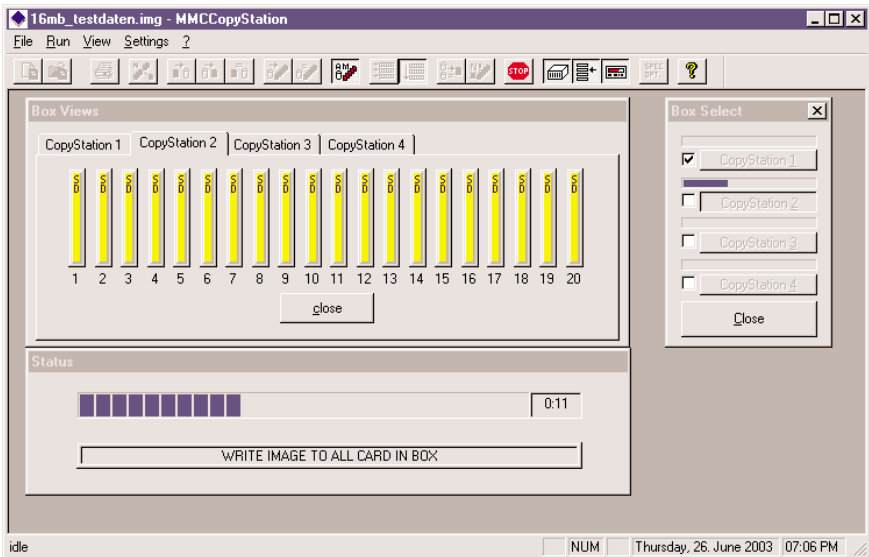 16mb_testdaten.img - MMCCopyStation
File Run View Settings ?
STOP SPEC OPT. ?
Box Views
CopyStation 1 CopyStation 2 CopyStation 3 CopyStation 4
SD SD SD SD SD SD SD SD SD SD SD SD SD SD SD SD SD SD SD SD
1 2 3 4 5 6 7 8 9 10 11 12 13 14 15 16 17 18 19 20
close
Box Select
CopyStation 1
CopyStation 2
CopyStation 3
CopyStation 4
Close
Status
0:11
WRITE IMAGE TO ALL CARD IN BOX
idle NUM Thursday, 26. June 2003 07:06 PM